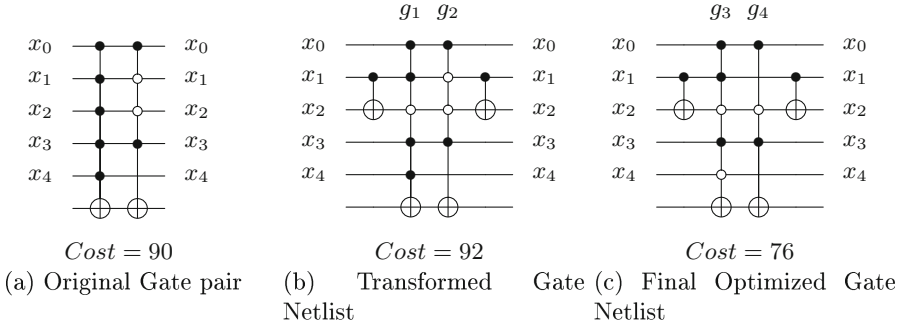 g1 g2
g3 g4
x0 x0
x1 x1
x2 x2
x3 x3
x4 x4
x0 x0
x1 x1
x2 x2
x3 x3
x4 x4
x0 x0
x1 x1
x2 x2
x3 x3
x4 x4
Cost = 90
(a) Original Gate pair
Cost = 92
(b) Transformed Gate
Netlist
Cost = 76
(c) Final Optimized Gate
Netlist